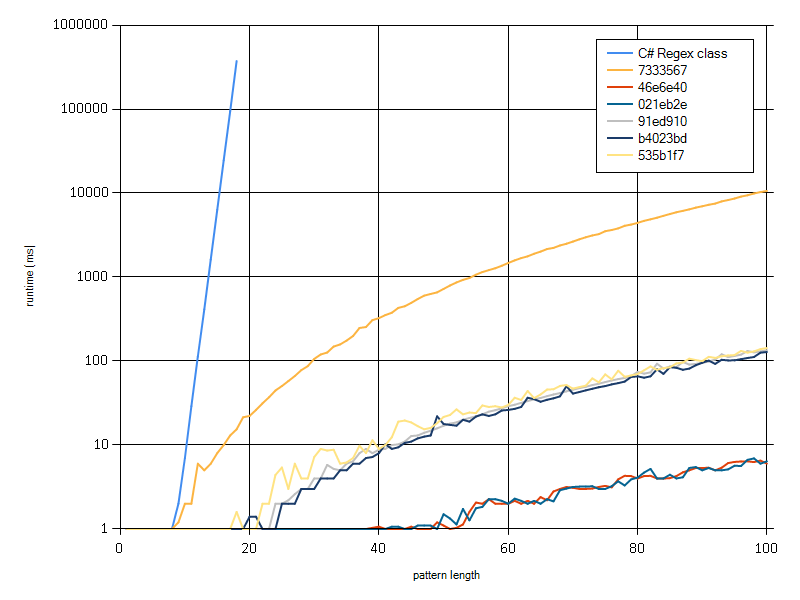 1000000
100000
10000
1000
100
10
1
runtime [ms]
C# Regex class
7333567
46e6e40
021eb2e
91ed910
b4023bd
535b1f7
0 20 40 60 80 100
pattern length